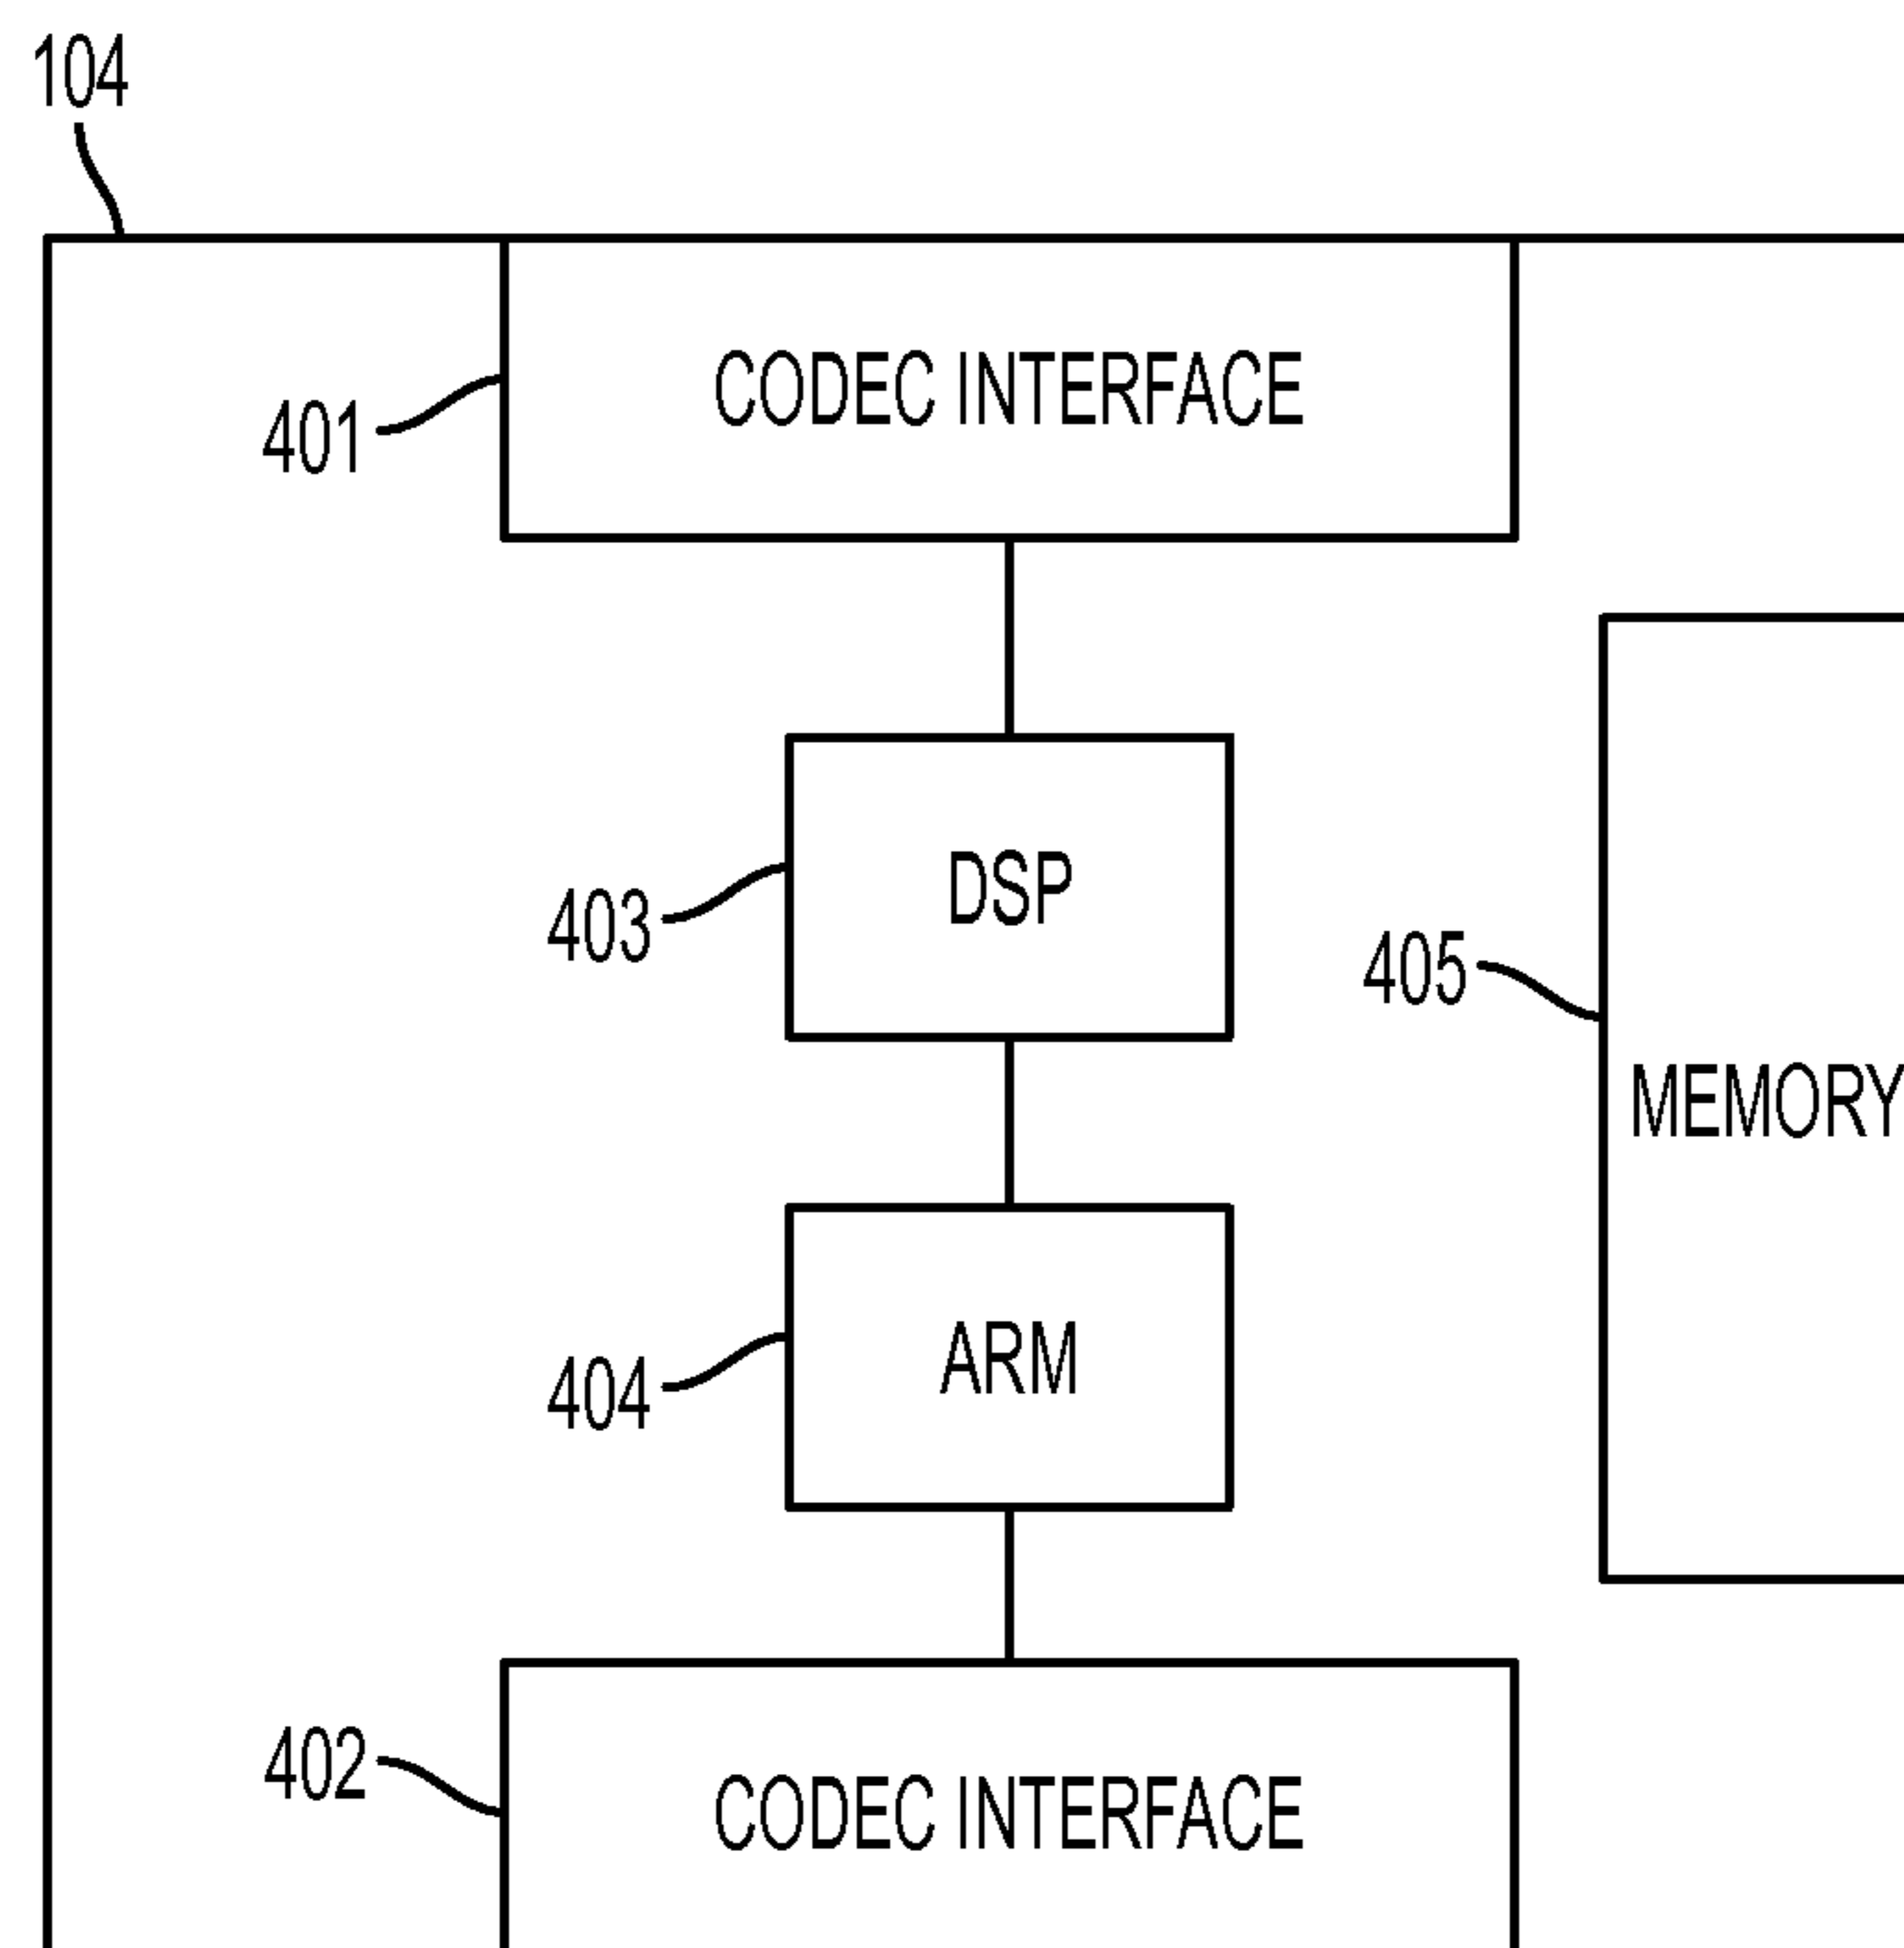 104
CODEC INTERFACE
401
DSP
403
405
MEMORY
ARM
404
402
CODEC INTERFACE